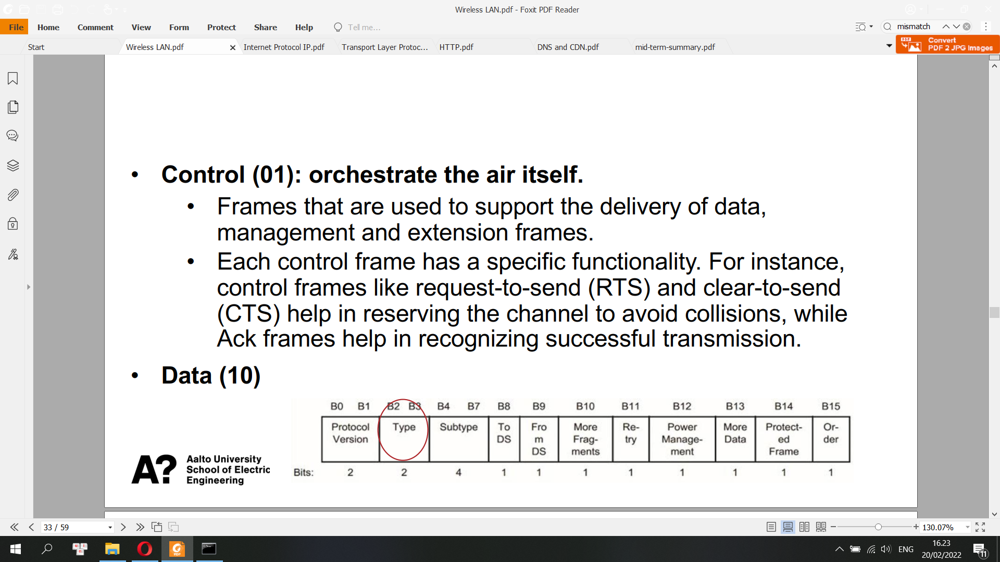 Wireless LAN.pdf - Foxit PDF Reader
File Home Comment View Form Protect Share Help Tell me...
mismatch
Start Wireless LAN.pdf Internet Protocol IP.pdf Transport Layer Protoc... HTTP.pdf DNS and CDN.pdf mid-term-summary.pdf
PDF Convert
PDF 2 JPG Images
• Control (01): orchestrate the air itself.
• Frames that are used to support the delivery of data,
management and extension frames.
• Each control frame has a specific functionality. For instance,
control frames like request-to-send (RTS) and clear-to-send
(CTS) help in reserving the channel to avoid collisions, while
Ack frames help in recognizing successful transmission.
• Data (10)
B0 B1 B2 B3 B4 B7 B8 B9 B10 B11 B12 B13 B14 B15
Protocol Type Subtype To Fro More Re- Power More Protect- Or-
Version DS m Frag- try Manage- Data ed der
DS ments ment Frame
Bits: 2 2 4 1 1 1 1 1 1 1 1
A?
Aalto University
School of Electric
Engineering
33 / 59
130.07%
ENG
16.23
20/02/2022
11